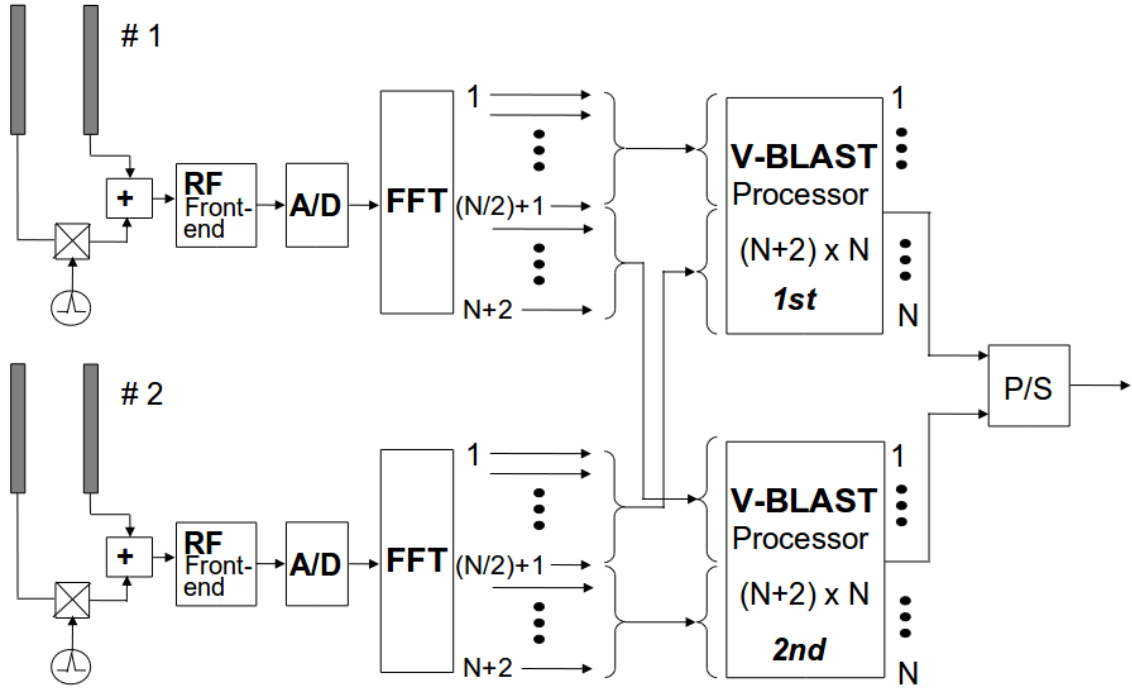 # 1
1
1
RF
Front-
end
A/D
FFT
(N/2)+1
N+2
+
V-BLAST
Processor
(N+2) x N
1st
N
P/S
# 2
1
1
RF
Front-
end
A/D
FFT
(N/2)+1
N+2
+
V-BLAST
Processor
(N+2) x N
2nd
N